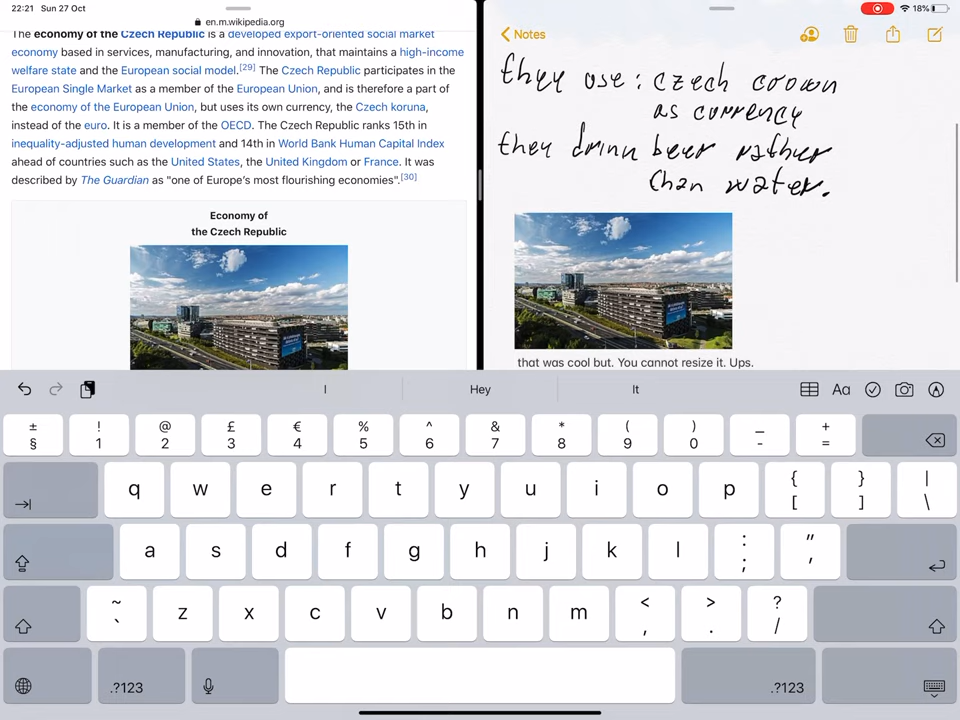 22:21 Sun 27 Oct
18%
en.m.wikipedia.org
The economy of the Czech Republic is a developed export-oriented social market
economy based in services, manufacturing, and innovation, that maintains a high-income
welfare state and the European social model.[29] The Czech Republic participates in the
European Single Market as a member of the European Union, and is therefore a part of
the economy of the European Union, but uses its own currency, the Czech koruna,
instead of the euro. It is a member of the OECD. The Czech Republic ranks 15th in
inequality-adjusted human development and 14th in World Bank Human Capital Index
ahead of countries such as the United States, the United Kingdom or France. It was
described by The Guardian as "one of Europe's most flourishing economies".[30]
Economy of
the Czech Republic
Notes
they use: czech crown
as currency
they drink beer rather
than water.
that was cool but. You cannot resize it. Ups.
I Hey It
Aa
± ! @ £ € % ^ & * ( ) _ +
§ 1 2 3 4 5 6 7 8 9 0 - =
q w e r t y u i o p { } |
[ ] \
a s d f g h j k l : "
; '
~ z x c v b n m < > ?
` , . /
.?123 .?123